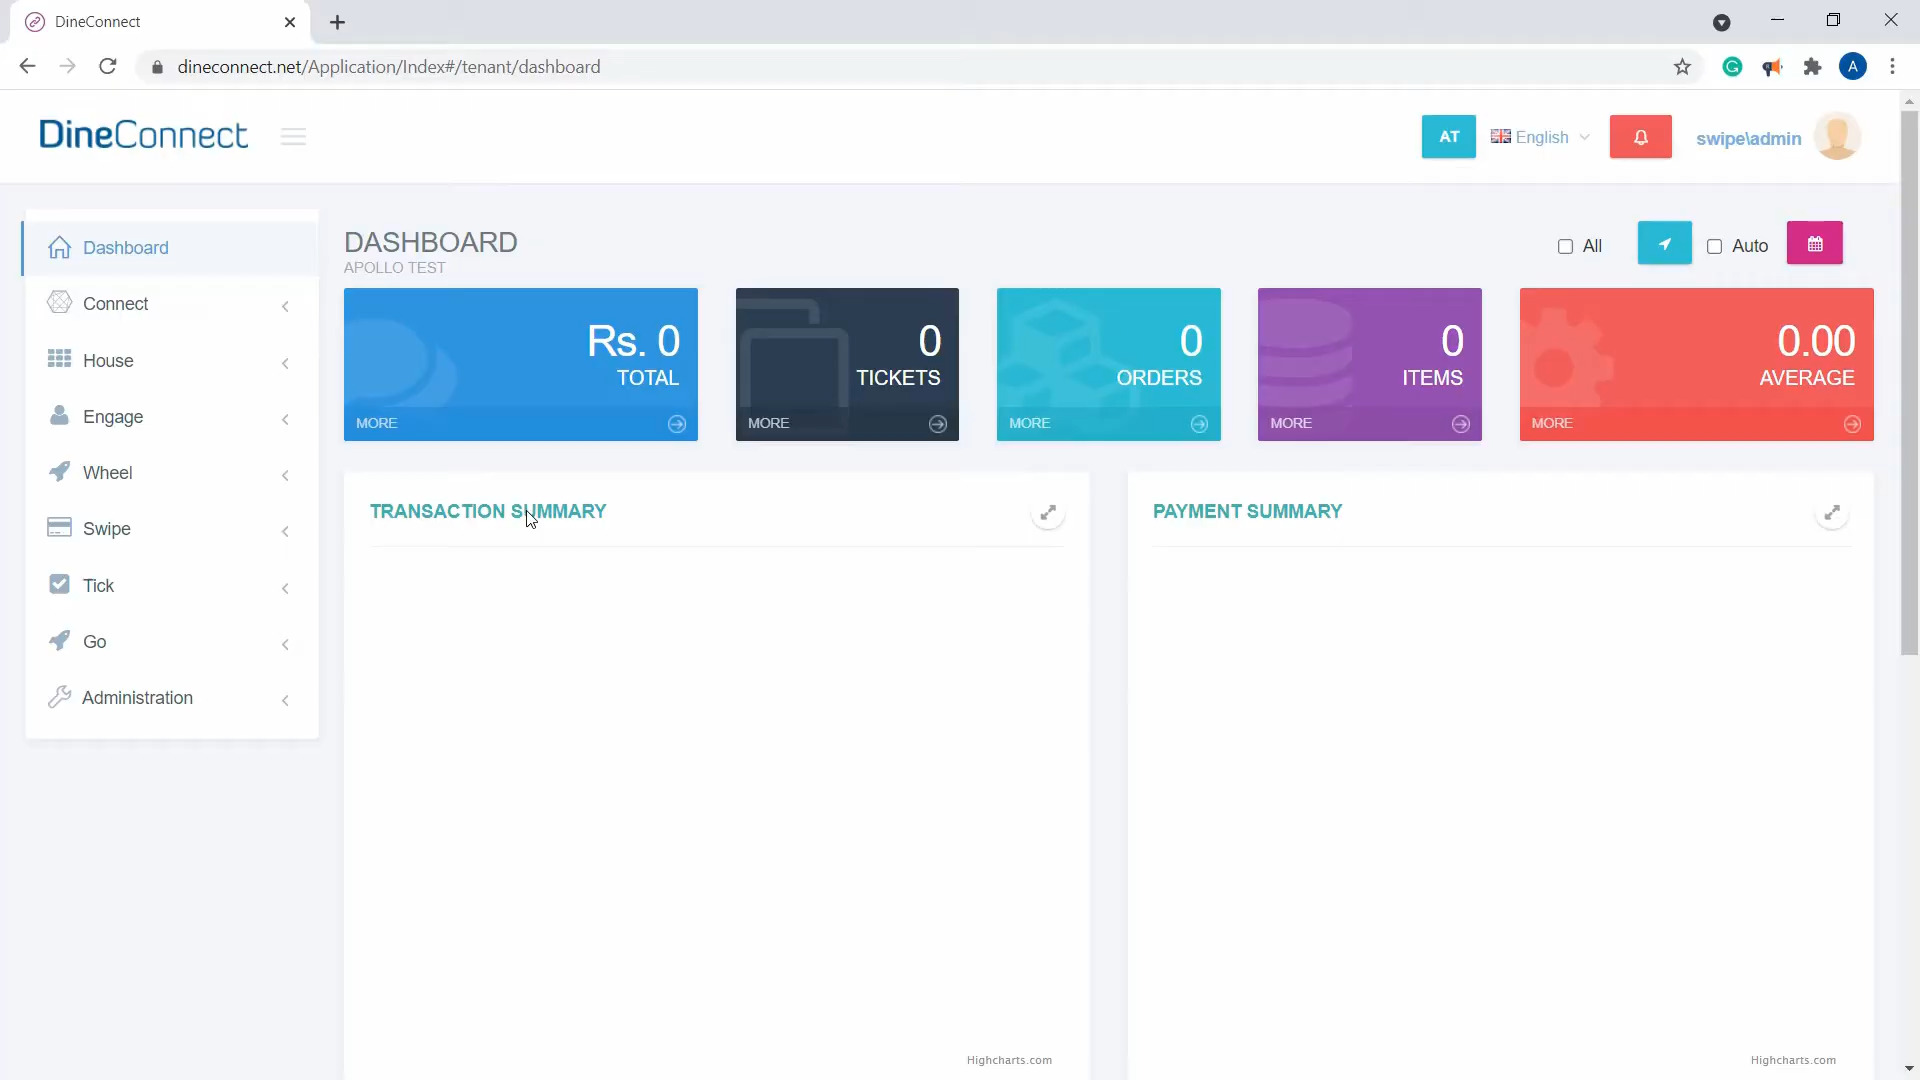 DineConnect
dineconnect.net/Application/Index#/tenant/dashboard
A
DineConnect
AT
English
swipe\admin
Dashboard
Connect
House
Engage
Wheel
Swipe
Tick
Go
Administration
DASHBOARD
APOLLO TEST
All
Auto
Rs. 0
TOTAL
MORE
0
TICKETS
MORE
0
ORDERS
MORE
0
ITEMS
MORE
0.00
AVERAGE
MORE
TRANSACTION SUMMARY
Highcharts.com
PAYMENT SUMMARY
Highcharts.com